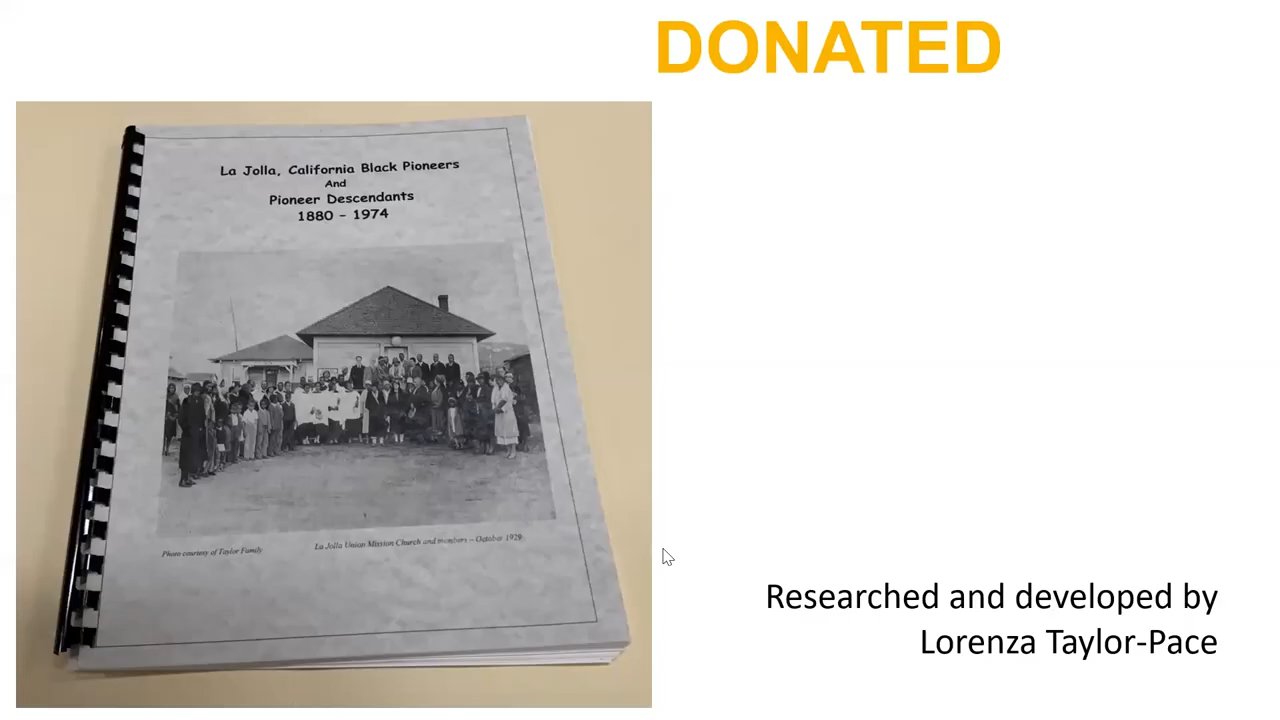 DONATED
La Jolla, California Black Pioneers
And
Pioneer Descendants
1880 - 1974
Photo courtesy of Taylor Family
La Jolla Union Mission Church and members – October 1929
Researched and developed by
Lorenza Taylor-Pace